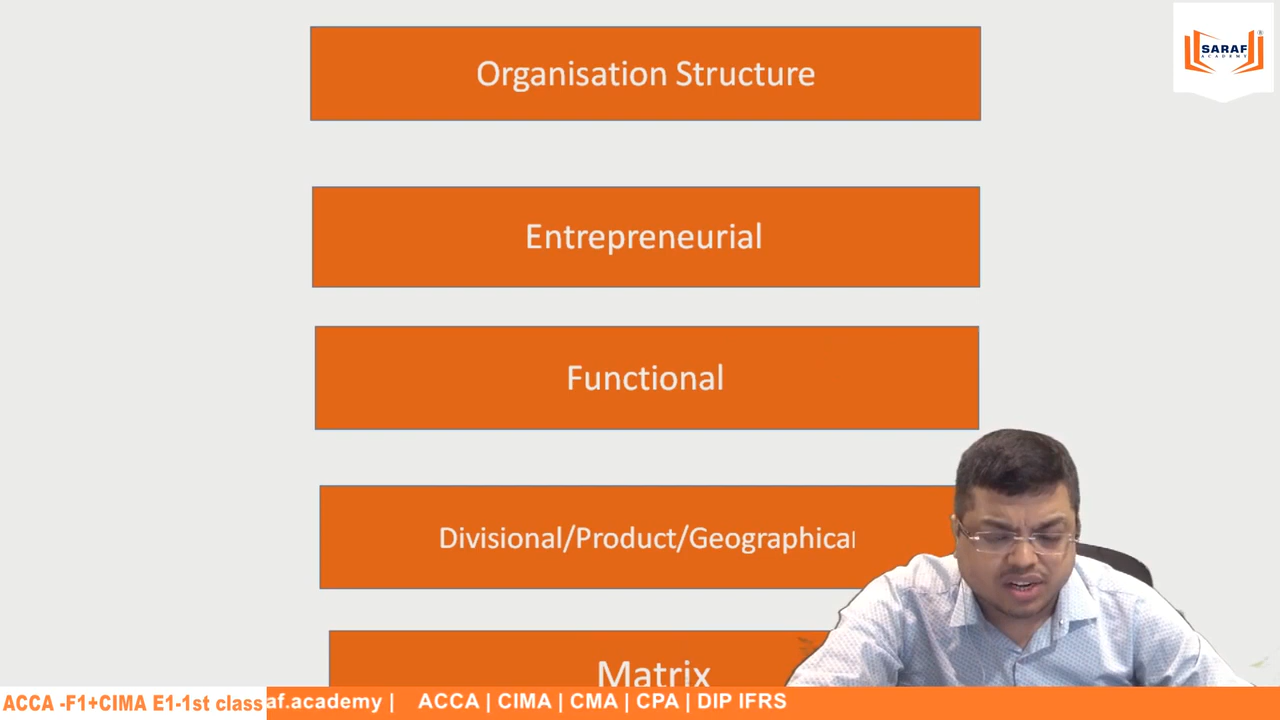 Organisation Structure
SARAF
ACADEMY
Entrepreneurial
Functional
Divisional/Product/Geographical
Matrix
ACCA -F1+CIMA E1-1st class
af.academy | ACCA | CIMA | CMA | CPA | DIP IFRS